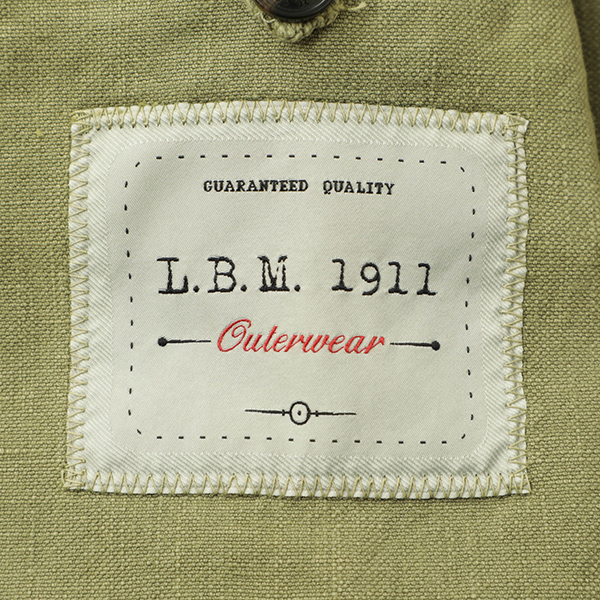 GUARANTEED QUALITY
L.B.M. 1911
Outerwear